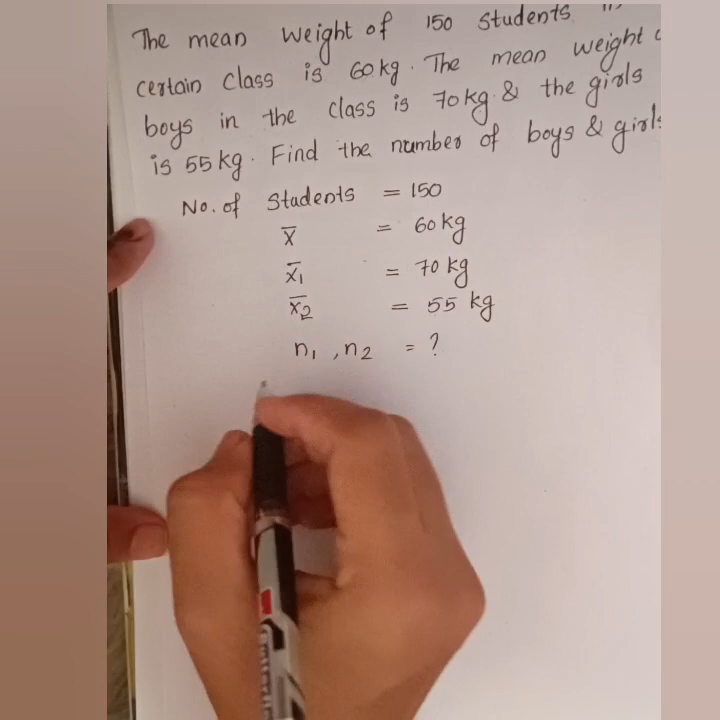 The mean weight of 150 students
certain class is 60 kg. The mean weight
boys in the class is 70 kg & the girls
is 55 kg. Find the number of boys & girls
No. of Students = 150
X̅ = 60 kg
x̅₁ = 70 kg
x̅₂ = 55 kg
n₁, n₂ = ?